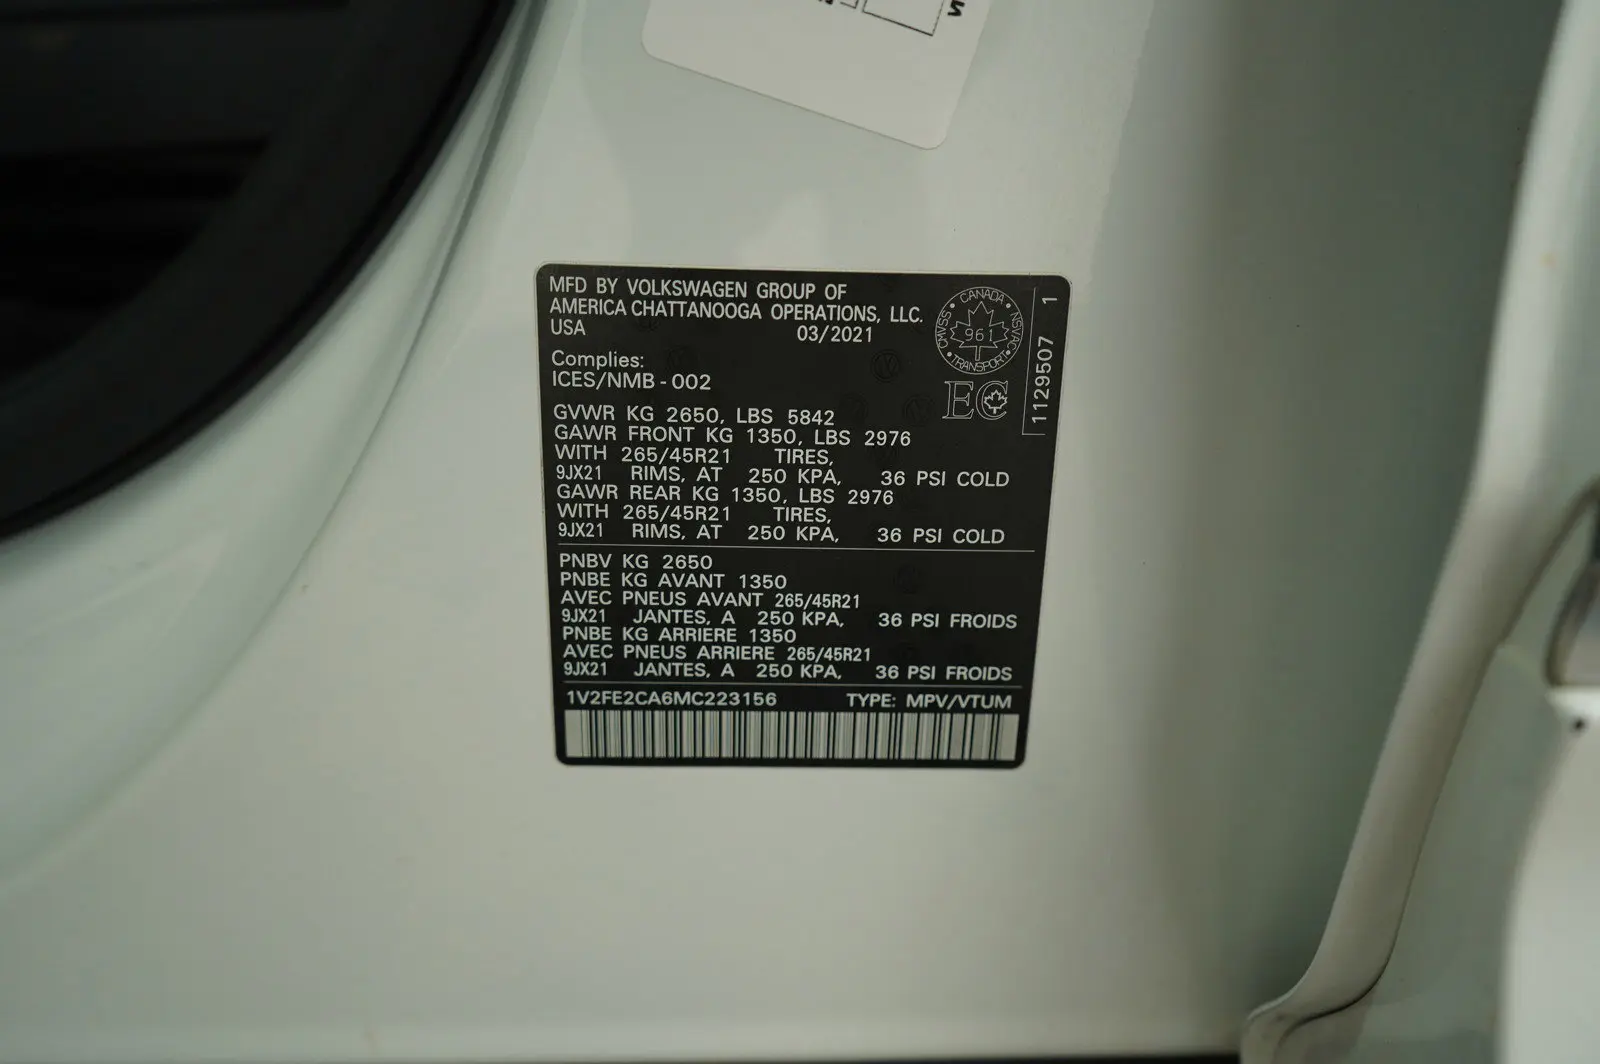 MFD BY VOLKSWAGEN GROUP OF
AMERICA CHATTANOOGA OPERATIONS, LLC.
USA 03/2021
Complies:
ICES/NMB - 002
GVWR KG 2650, LBS 5842
GAWR FRONT KG 1350, LBS 2976
WITH 265/45R21 TIRES,
9JX21 RIMS, AT 250 KPA, 36 PSI COLD
GAWR REAR KG 1350, LBS 2976
WITH 265/45R21 TIRES,
9JX21 RIMS, AT 250 KPA, 36 PSI COLD
PNBV KG 2650
PNBE KG AVANT 1350
AVEC PNEUS AVANT 265/45R21
9JX21 JANTES, A 250 KPA, 36 PSI FROIDS
PNBE KG ARRIERE 1350
AVEC PNEUS ARRIERE 265/45R21
9JX21 JANTES, A 250 KPA, 36 PSI FROIDS
1V2FE2CA6MC223156 TYPE: MPV/VTUM
CANADA
CMVSS 961 NSVAC
TRANSPORT
EC
1129507 1